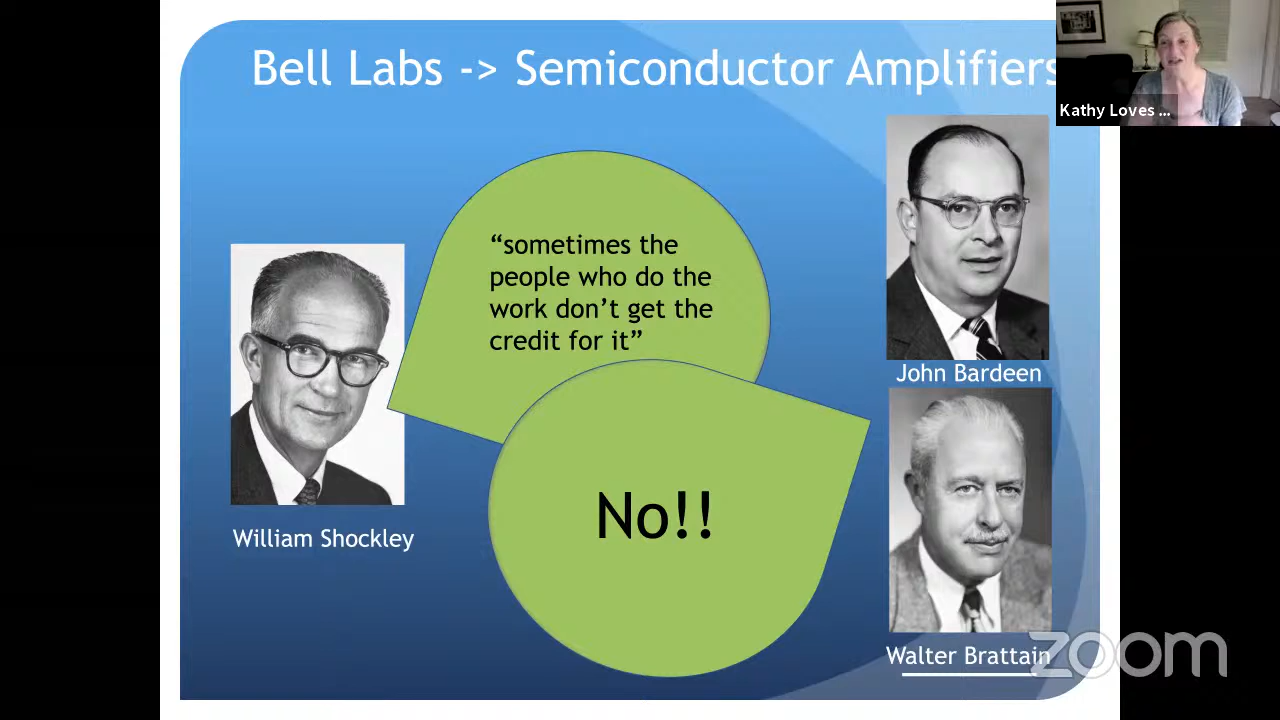 Bell Labs -> Semiconductor Amplifiers
Kathy Loves ...
“sometimes the
people who do the
work don’t get the
credit for it”
John Bardeen
No!!
William Shockley
Walter Brattain
zoom